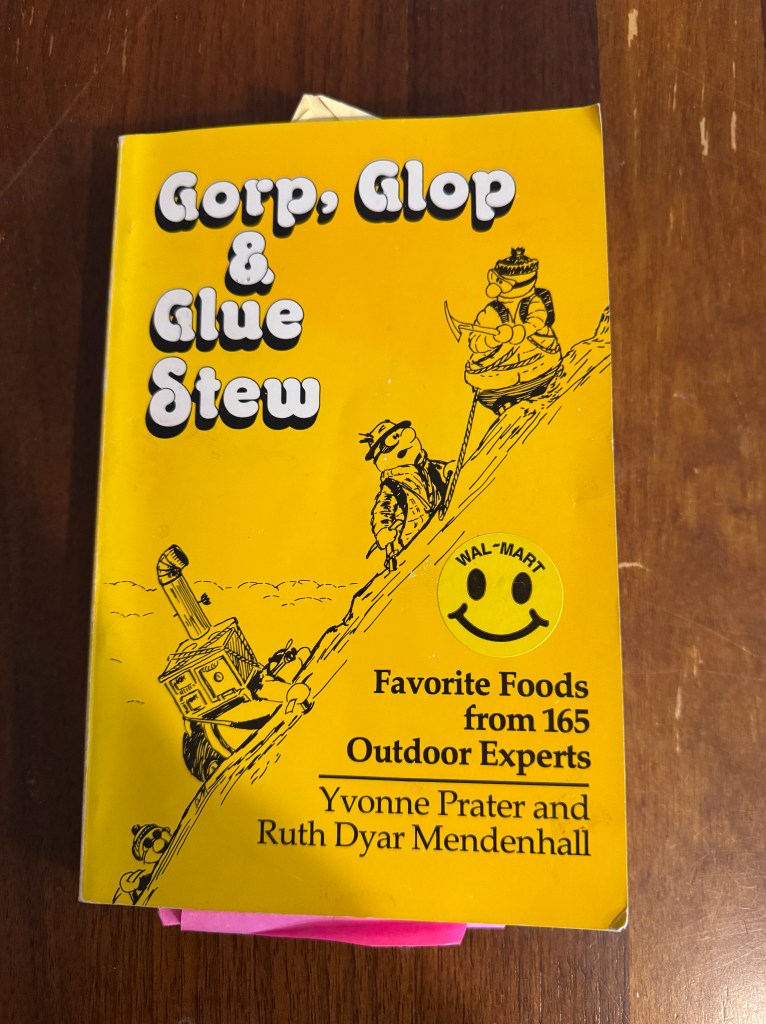 Gorp, Glop
&
Glue
Stew
WAL-MART
Favorite Foods
from 165
Outdoor Experts
Yvonne Prater and
Ruth Dyar Mendenhall